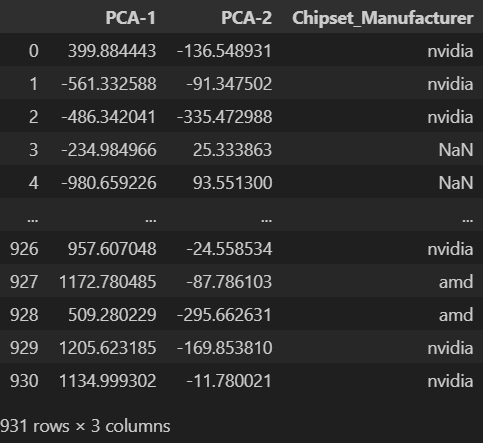 PCA-1 PCA-2 Chipset_Manufacturer
0 399.884443 -136.548931 nvidia
1 -561.332588 -91.347502 nvidia
2 -486.342041 -335.472988 nvidia
3 -234.984966 25.333863 NaN
4 -980.659226 93.551300 NaN
... ... ... ...
926 957.607048 -24.558534 nvidia
927 1172.780485 -87.786103 amd
928 509.280229 -295.662631 amd
929 1205.623185 -169.853810 nvidia
930 1134.999302 -11.780021 nvidia
931 rows × 3 columns